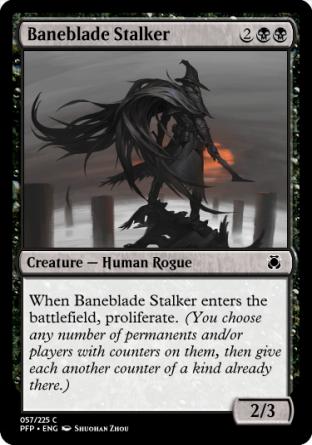 Baneblade Stalker 2
Creature — Human Rogue
When Baneblade Stalker enters the
battlefield, proliferate. (You choose
any number of permanents and/or
players with counters on them, then give
each another counter of a kind already
there.)
2/3
057/225 C
PFP • ENG Shuohan Zhou